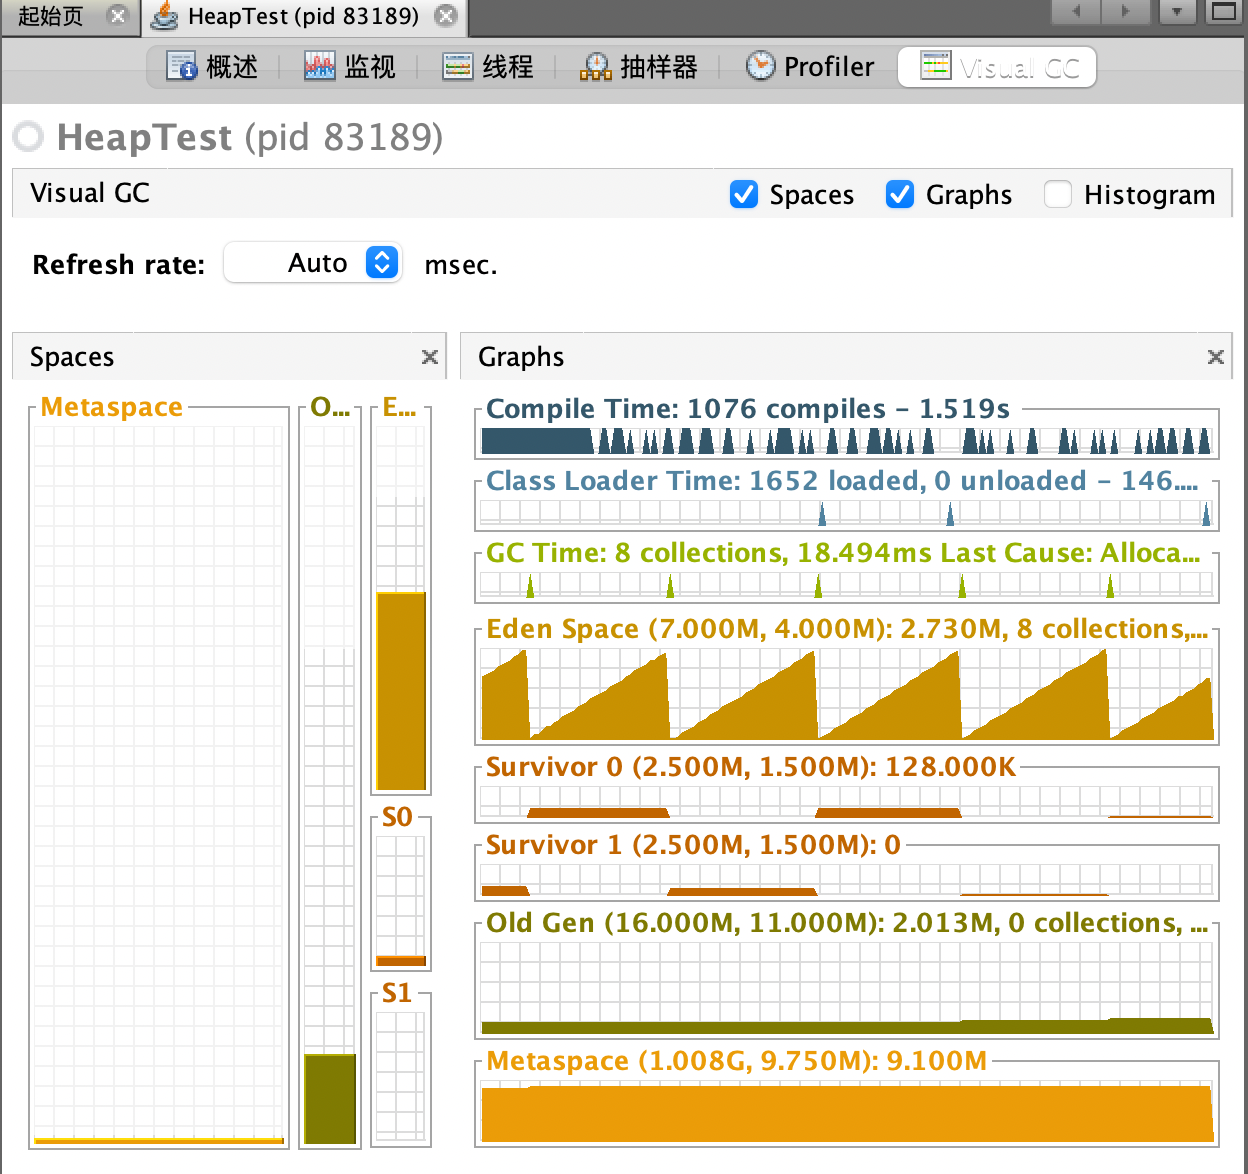 起始页
HeapTest (pid 83189)
概述
监视
线程
抽样器
Profiler
Visual GC
HeapTest (pid 83189)
Visual GC
Spaces
Graphs
Histogram
Refresh rate:
Auto
msec.
Spaces
Graphs
Metaspace
O...
E...
S0
S1
Compile Time: 1076 compiles - 1.519s
Class Loader Time: 1652 loaded, 0 unloaded - 146....
GC Time: 8 collections, 18.494ms Last Cause: Alloca...
Eden Space (7.000M, 4.000M): 2.730M, 8 collections,...
Survivor 0 (2.500M, 1.500M): 128.000K
Survivor 1 (2.500M, 1.500M): 0
Old Gen (16.000M, 11.000M): 2.013M, 0 collections, ...
Metaspace (1.008G, 9.750M): 9.100M